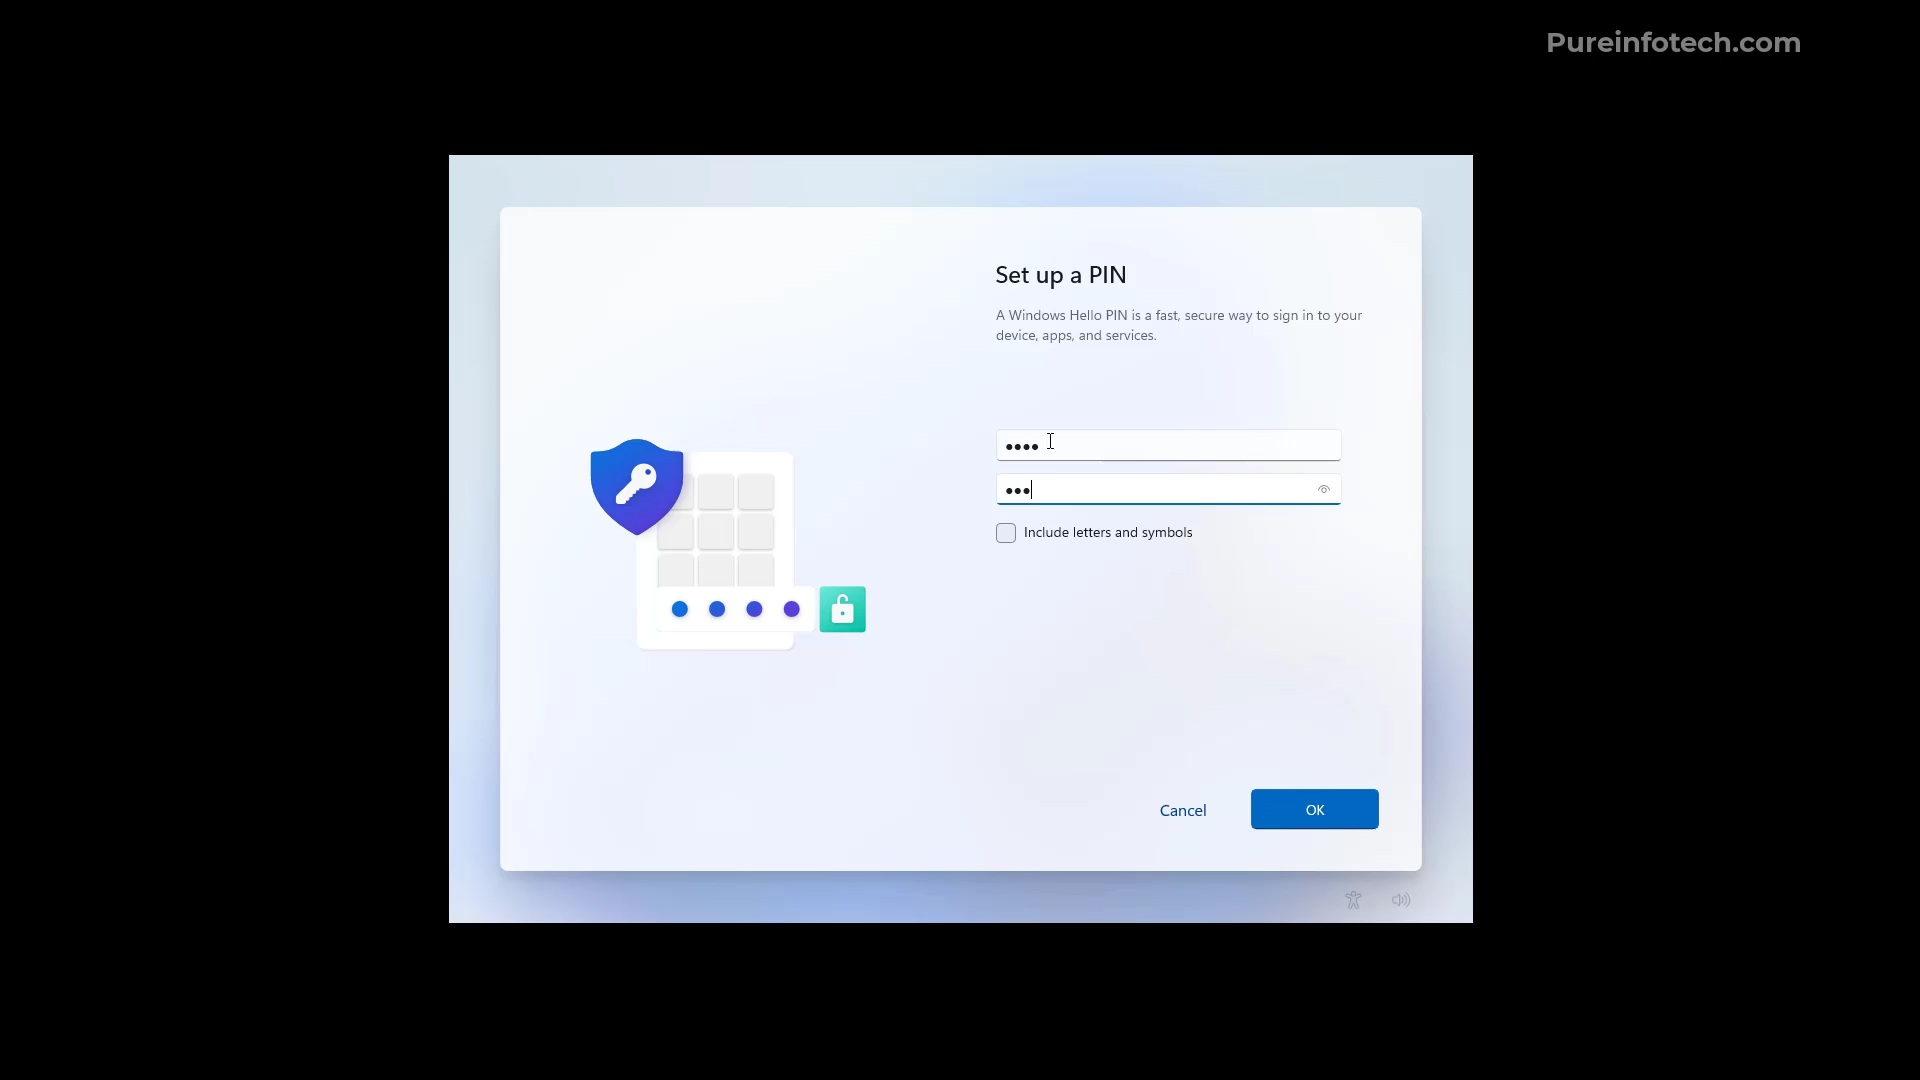 Pureinfotech.com
Set up a PIN
A Windows Hello PIN is a fast, secure way to sign in to your
device, apps, and services.
••••
•••
Include letters and symbols
Cancel
OK